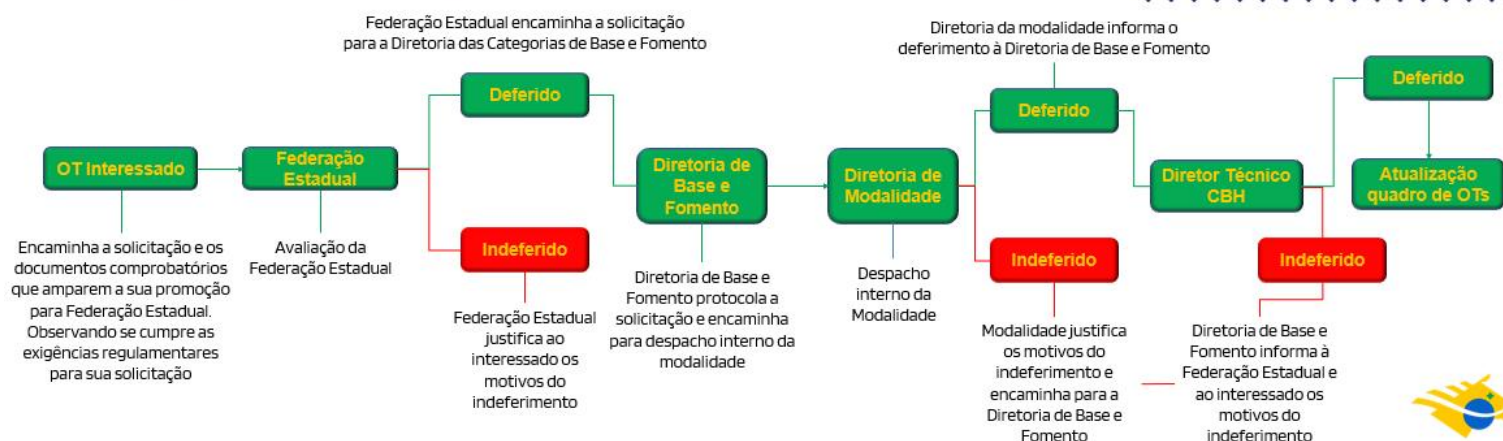 Federação Estadual encaminha a solicitação
para a Diretoria das Categorias de Base e Fomento
Diretoria da modalidade informa o
deferimento à Diretoria de Base e Fomento
Deferido
Deferido
Deferido
OT Interessado
Federação
Estadual
Diretoria de
Base e
Fomento
Diretoria de
Modalidade
Diretor Técnico
CBH
Atualização
quadro de OTs
Encaminha a solicitação e os
documentos comprobatórios
que amparem a sua promoção
para Federação Estadual.
Observando se cumpre as
exigências regulamentares
para sua solicitação
Avaliação da
Federação Estadual
Indeferido
Federação Estadual
justifica ao
interessado os
motivos do
indeferimento
Diretoria de Base e
Fomento protocola a
solicitação e encaminha
para despacho interno da
modalidade
Despacho
interno da
Modalidade
Indeferido
Modalidade justifica
os motivos do
indeferimento e
encaminha para a
Diretoria de Base e
Fomento
Indeferido
Diretoria de Base e
Fomento informa à
Federação Estadual e
ao interessado os
motivos do
indeferimento